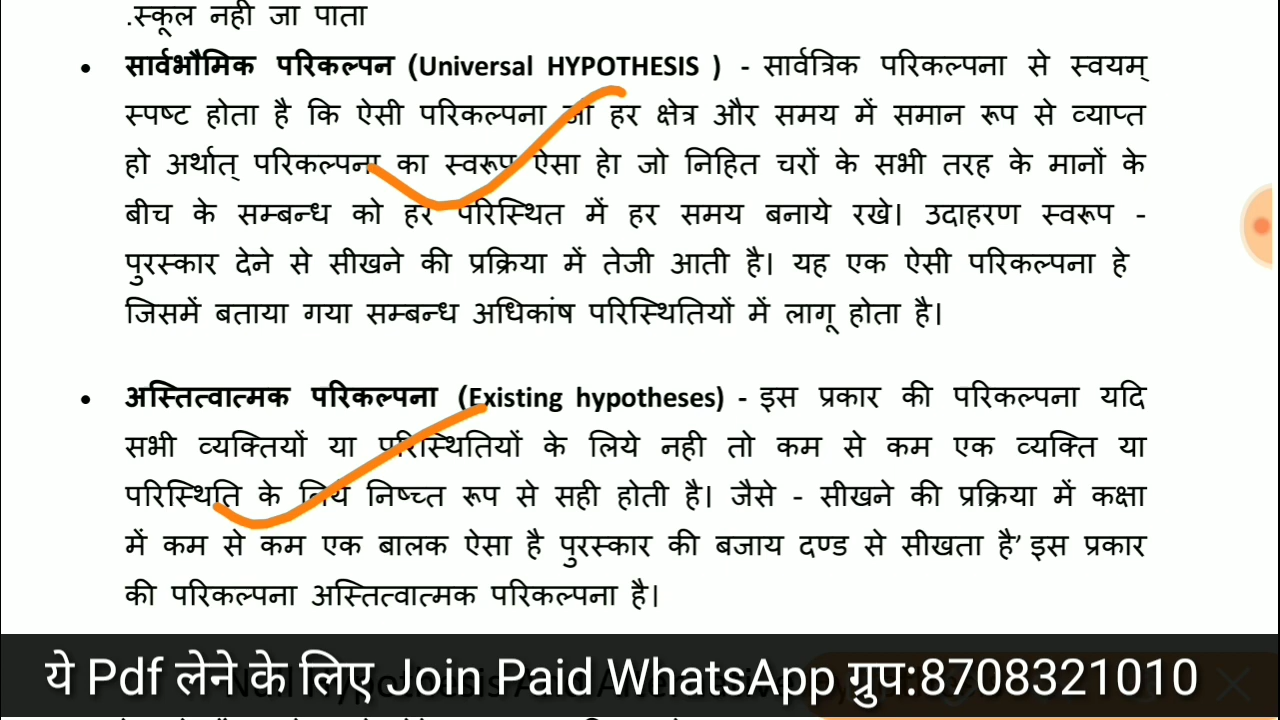 .स्कूल नही जा पाता
• सार्वभौमिक परिकल्पन (Universal HYPOTHESIS ) - सार्वत्रिक परिकल्पना से स्वयम्
स्पष्ट होता है कि ऐसी परिकल्पना जो हर क्षेत्र और समय में समान रूप से व्याप्त
हो अर्थात् परिकल्पना का स्वरूप ऐसा हेा जो निहित चरों के सभी तरह के मानों के
बीच के सम्बन्ध को हर परिस्थित में हर समय बनाये रखे। उदाहरण स्वरूप -
पुरस्कार देने से सीखने की प्रक्रिया में तेजी आती है। यह एक ऐसी परिकल्पना हे
जिसमें बताया गया सम्बन्ध अधिकांष परिस्थितियों में लागू होता है।
• अस्तित्वात्मक परिकल्पना (Existing hypotheses) - इस प्रकार की परिकल्पना यदि
सभी व्यक्तियों या परिस्थितियों के लिये नही तो कम से कम एक व्यक्ति या
परिस्थिति के लिये निष्च्त रूप से सही होती है। जैसे - सीखने की प्रक्रिया में कक्षा
में कम से कम एक बालक ऐसा है पुरस्कार की बजाय दण्ड से सीखता है’ इस प्रकार
की परिकल्पना अस्तित्वात्मक परिकल्पना है।
ये Pdf लेने के लिए Join Paid WhatsApp ग्रुप:8708321010